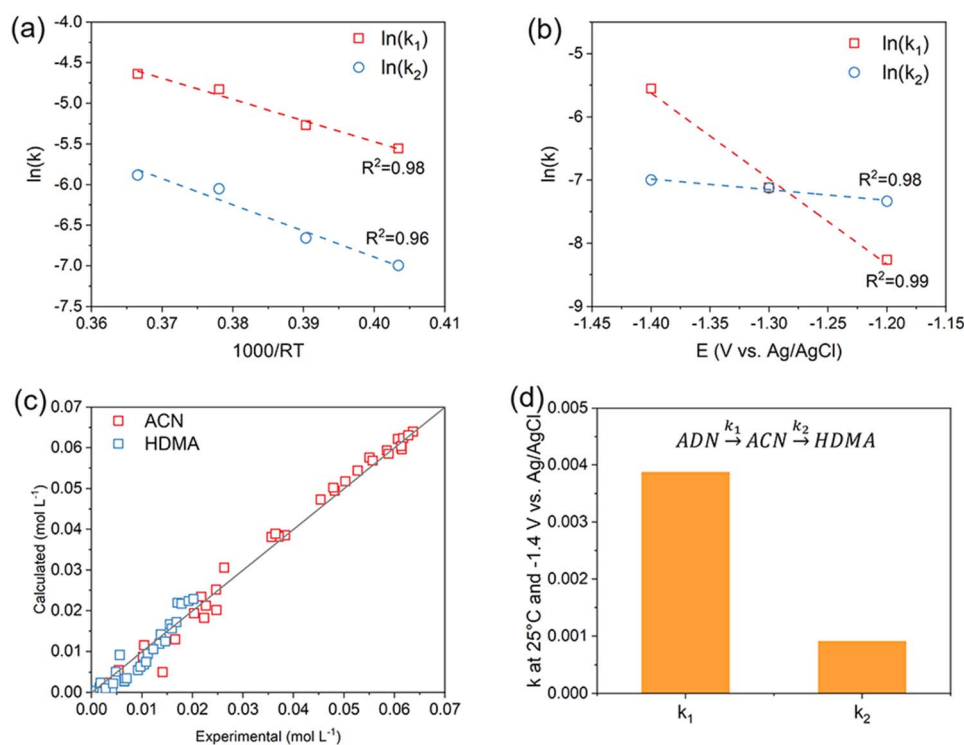 (a)
-4.0
-4.5
-5.0
-5.5
-6.0
-6.5
-7.0
-7.5
ln(k)
ln(k₁)
ln(k₂)
R²=0.98
R²=0.96
0.36 0.37 0.38 0.39 0.40 0.41
1000/RT
(b)
-5
-6
-7
-8
-9
ln(k)
ln(k₁)
ln(k₂)
R²=0.98
R²=0.99
-1.45 -1.40 -1.35 -1.30 -1.25 -1.20 -1.15
E (V vs. Ag/AgCl)
(c)
0.07
0.06
0.05
0.04
0.03
0.02
0.01
0.00
Calculated (mol L⁻¹)
ACN
HDMA
0.00 0.01 0.02 0.03 0.04 0.05 0.06 0.07
Experimental (mol L⁻¹)
(d)
0.005
0.004
0.003
0.002
0.001
0.000
k at 25°C and -1.4 V vs. Ag/AgCl
k₁ k₂
ADN→ACN→HDMA
k₁ k₂